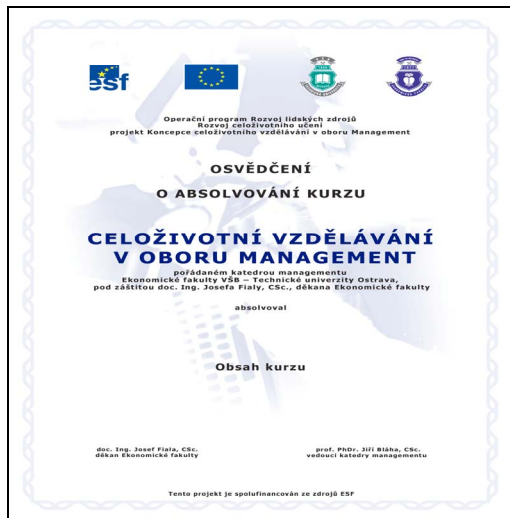 esf
Operační program Rozvoj lidských zdrojů
Rozvoj celoživotního učení
projekt Koncepce celoživotního vzdělávání v oboru Management
OSVĚDČENÍ
O ABSOLVOVÁNÍ KURZU
CELOŽIVOTNÍ VZDĚLÁVÁNÍ
V OBORU MANAGEMENT
pořádaném katedrou managementu
Ekonomické fakulty VŠB – Technické univerzity Ostrava,
pod záštitou doc. Ing. Josefa Fialy, CSc., děkana Ekonomické fakulty
absolvoval
Obsah kurzu
doc. Ing. Josef Fiala, CSc.
děkan Ekonomické fakulty
prof. PhDr. Jiří Bláha, CSc.
vedoucí katedry managementu
Tento projekt je spolufinancován ze zdrojů ESF